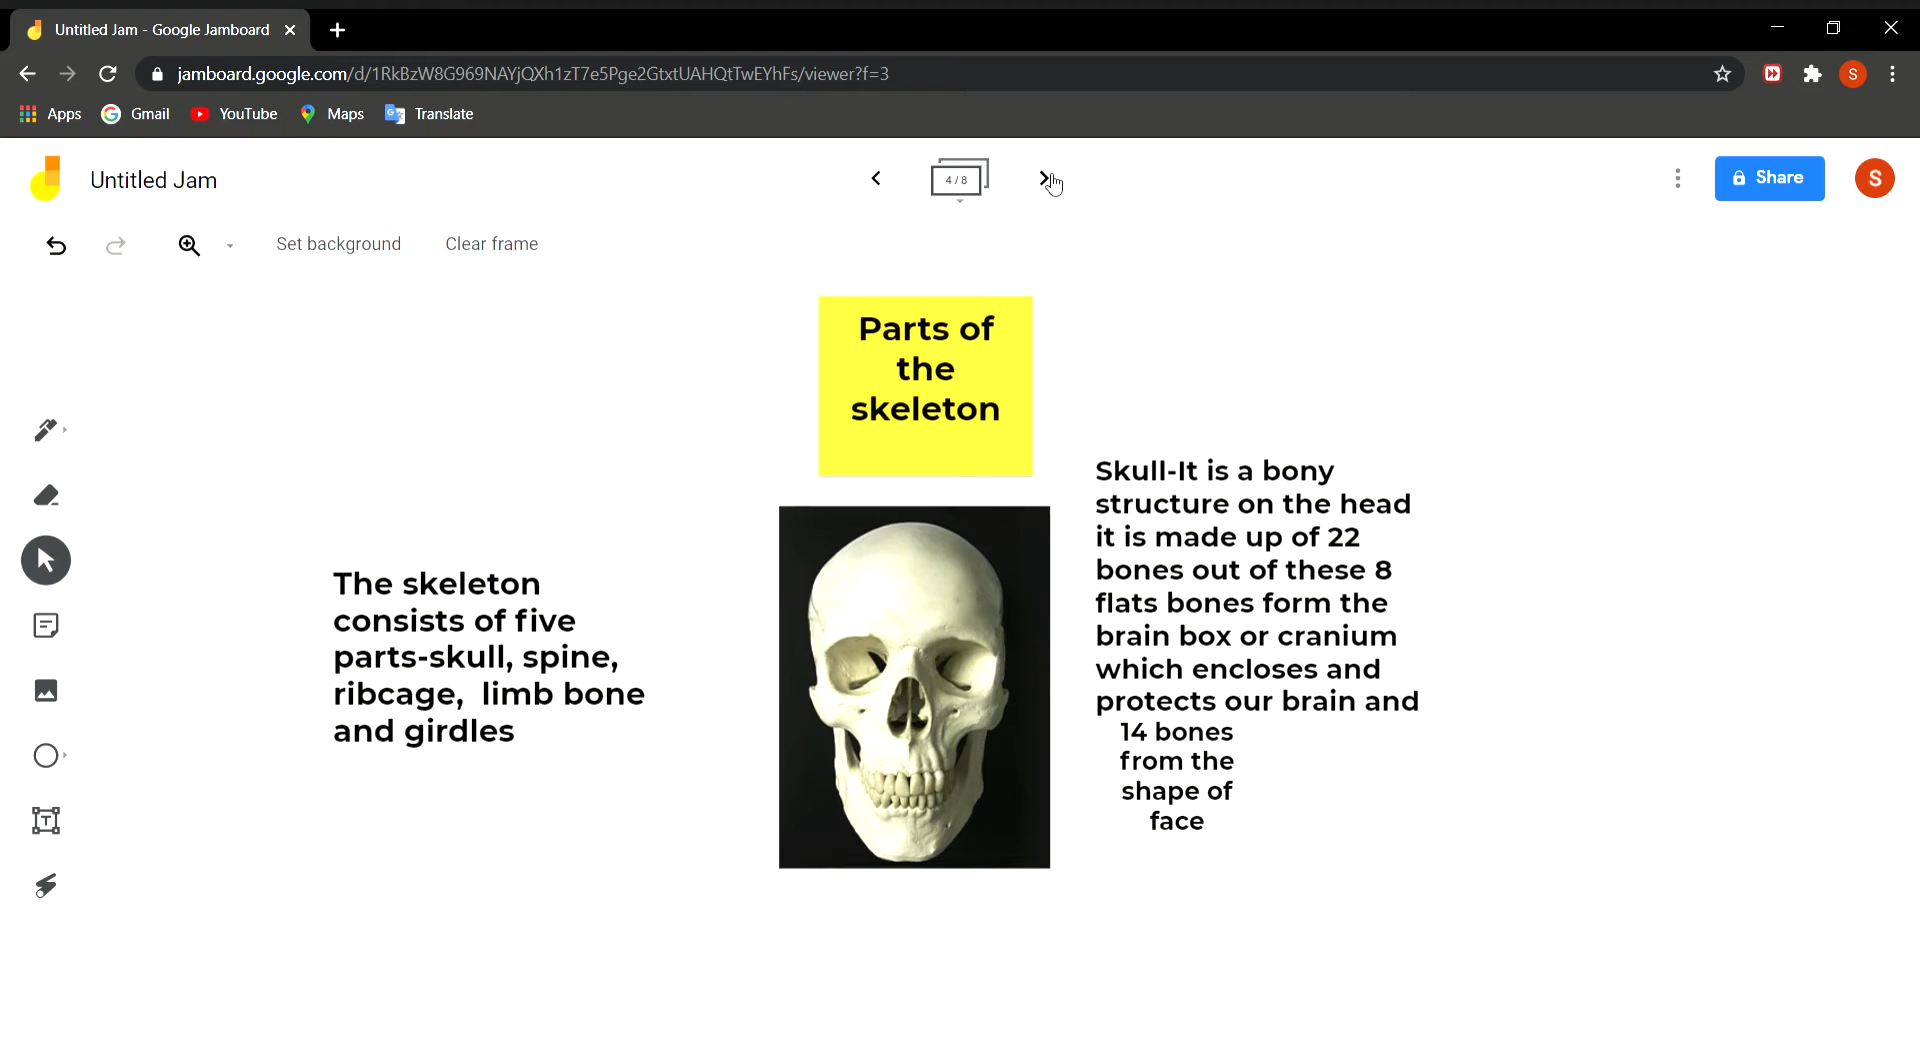 Untitled Jam - Google Jamboard
jamboard.google.com/d/1RkBzW8G969NAYjQXh1zT7e5Pge2GtxtUAHQtTwEYhFs/viewer?f=3
S
Apps Gmail YouTube Maps Translate
Untitled Jam
4 / 8
Share
S
Set background Clear frame
Parts of
the
skeleton
The skeleton
consists of five
parts-skull, spine,
ribcage, limb bone
and girdles
Skull-It is a bony
structure on the head
it is made up of 22
bones out of these 8
flats bones form the
brain box or cranium
which encloses and
protects our brain and
14 bones
from the
shape of
face